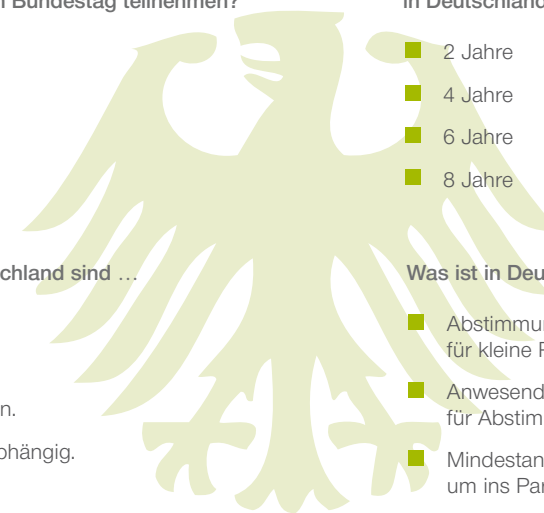 Bundestag teilnehmen?
chland sind …
n.
hängig.
in Deutschland
2 Jahre
4 Jahre
6 Jahre
8 Jahre
Was ist in Deu
Abstimmu
für kleine
Anwesend
für Abstim
Mindestan
um ins Par